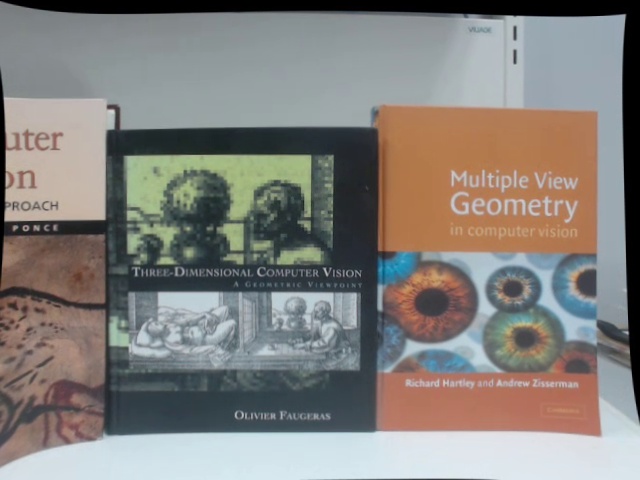 uter
on
PROACH
PONCE
THREE-DIMENSIONAL COMPUTER VISION
A GEOMETRIC VIEWPOINT
OLIVIER FAUGERAS
Multiple View
Geometry
in computer vision
Richard Hartley and Andrew Zisserman